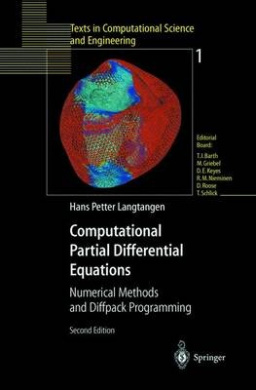 Texts in Computational Science
and Engineering
1
Editorial
Board:
T.J.Barth
M.Griebel
D.E.Keyes
R.M.Nieminen
D.Roose
T.Schlick
Hans Petter Langtangen
Computational
Partial Differential
Equations
Numerical Methods
and Diffpack Programming
Second Edition
Springer